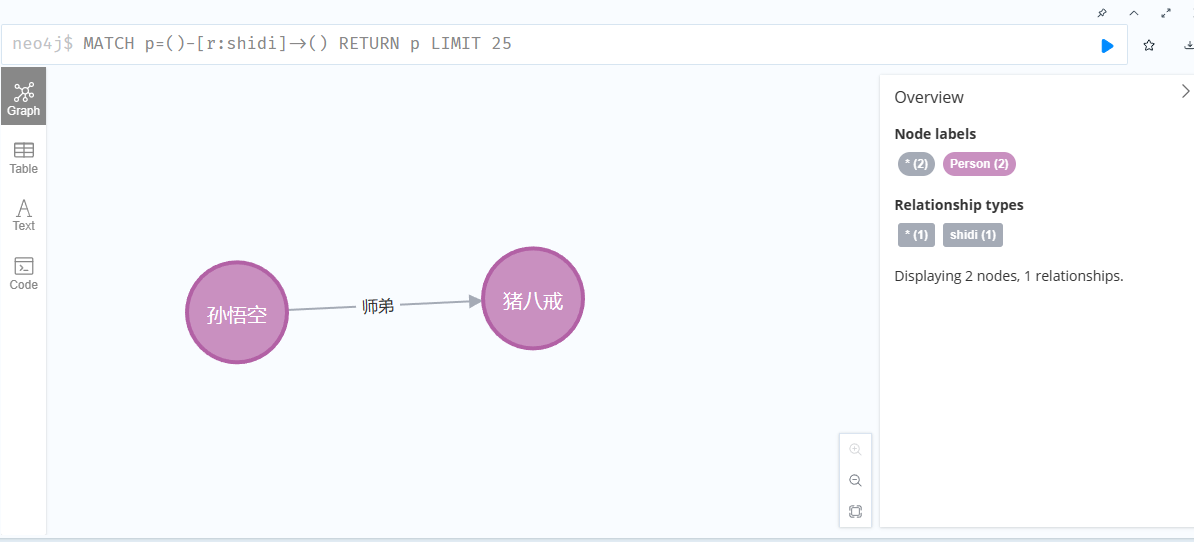 neo4j$ MATCH p=()-[r:shidi]->() RETURN p LIMIT 25
Graph
Table
Text
Code
孙悟空
师弟
猪八戒
Overview
Node labels
* (2) Person (2)
Relationship types
* (1) shidi (1)
Displaying 2 nodes, 1 relationships.